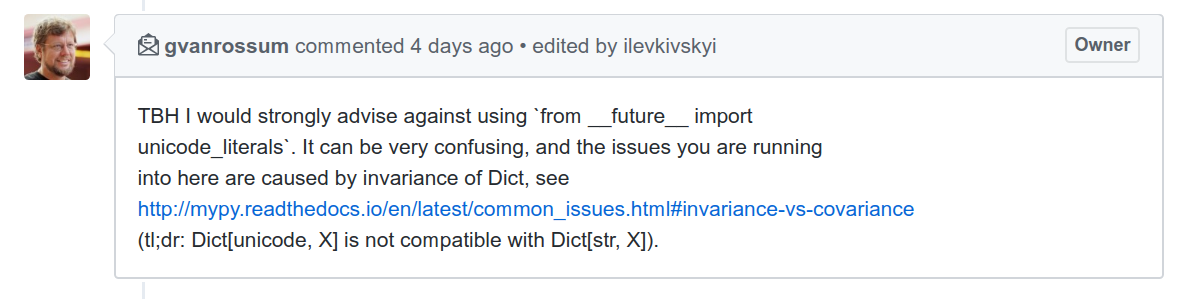 gvanrossum commented 4 days ago • edited by ilevkivskyi
Owner
TBH I would strongly advise against using `from __future__ import
unicode_literals`. It can be very confusing, and the issues you are running
into here are caused by invariance of Dict, see
http://mypy.readthedocs.io/en/latest/common_issues.html#invariance-vs-covariance
(tl;dr: Dict[unicode, X] is not compatible with Dict[str, X]).